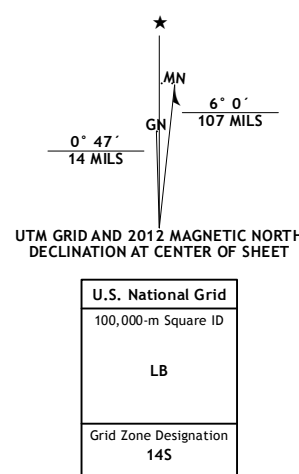 ★
MN
GN
6° 0´
107 MILS
0° 47´
14 MILS
UTM GRID AND 2012 MAGNETIC NORTH
DECLINATION AT CENTER OF SHEET
U.S. National Grid
100,000-m Square ID
LB
Grid Zone Designation
14S